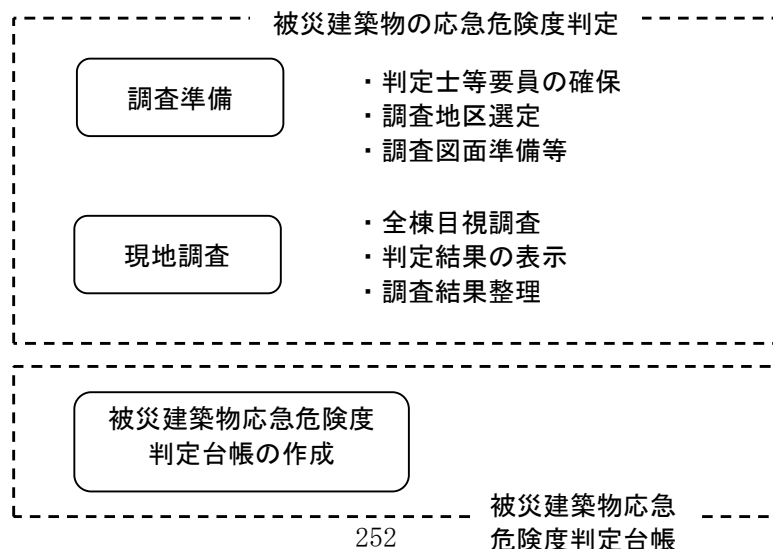 被災建築物の応急危険度判定
調査準備
・判定士等要員の確保
・調査地区選定
・調査図面準備等
現地調査
・全棟目視調査
・判定結果の表示
・調査結果整理
被災建築物応急危険度
判定台帳の作成
被災建築物応急
危険度判定台帳
252